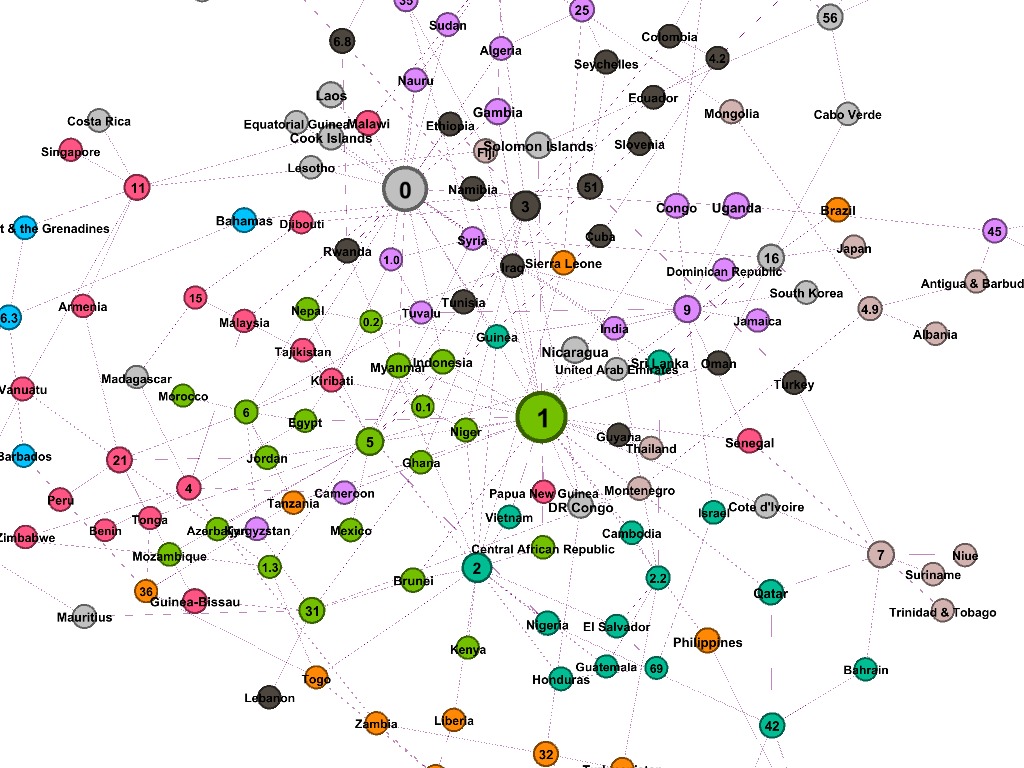 35
25
56
Sudan
6.8
Colombia
Algeria
4.2
Seychelles
Nauru
Laos
Ecuador
Gambia
Mongolia
Cabo Verde
Costa Rica
Equatorial Guinea
Malawi
Ethiopia
Cook Islands
Slovenia
Solomon Islands
Singapore
Fiji
Lesotho
11
0
Namibia
51
3
Congo
Uganda
Brazil
Bahamas
Djibouti
t & the Grenadines
45
Syria
Cuba
Japan
Rwanda
1.0
Iraq
Sierra Leone
16
Dominican Republic
Antigua & Barbud
South Korea
15
Armenia
Nepal
Tunisia
9
4.9
6.3
0.2
Tuvalu
Malaysia
India
Jamaica
Albania
Guinea
Tajikistan
Nicaragua
Indonesia
Myanmar
United Arab Emirates
Sri Lanka
Oman
Madagascar
Kiribati
Turkey
Vanuatu
Morocco
6
0.1
1
Egypt
Niger
5
Guyana
Thailand
Senegal
Barbados
21
Jordan
Ghana
4
Cameroon
Papua New Guinea
Montenegro
Peru
Tanzania
DR Congo
Cote d'Ivoire
Tonga
Vietnam
Israel
Benin
Kyrgyzstan
Mexico
Cambodia
Zimbabwe
Mozambique
Central African Republic
7
Niue
1.3
2
2.2
Suriname
Brunei
36
Guinea-Bissau
31
Qatar
Trinidad & Tobago
Mauritius
Nigeria
El Salvador
Philippines
Kenya
Guatemala
69
Togo
Honduras
Bahrain
Lebanon
Zambia
Liberia
42
32